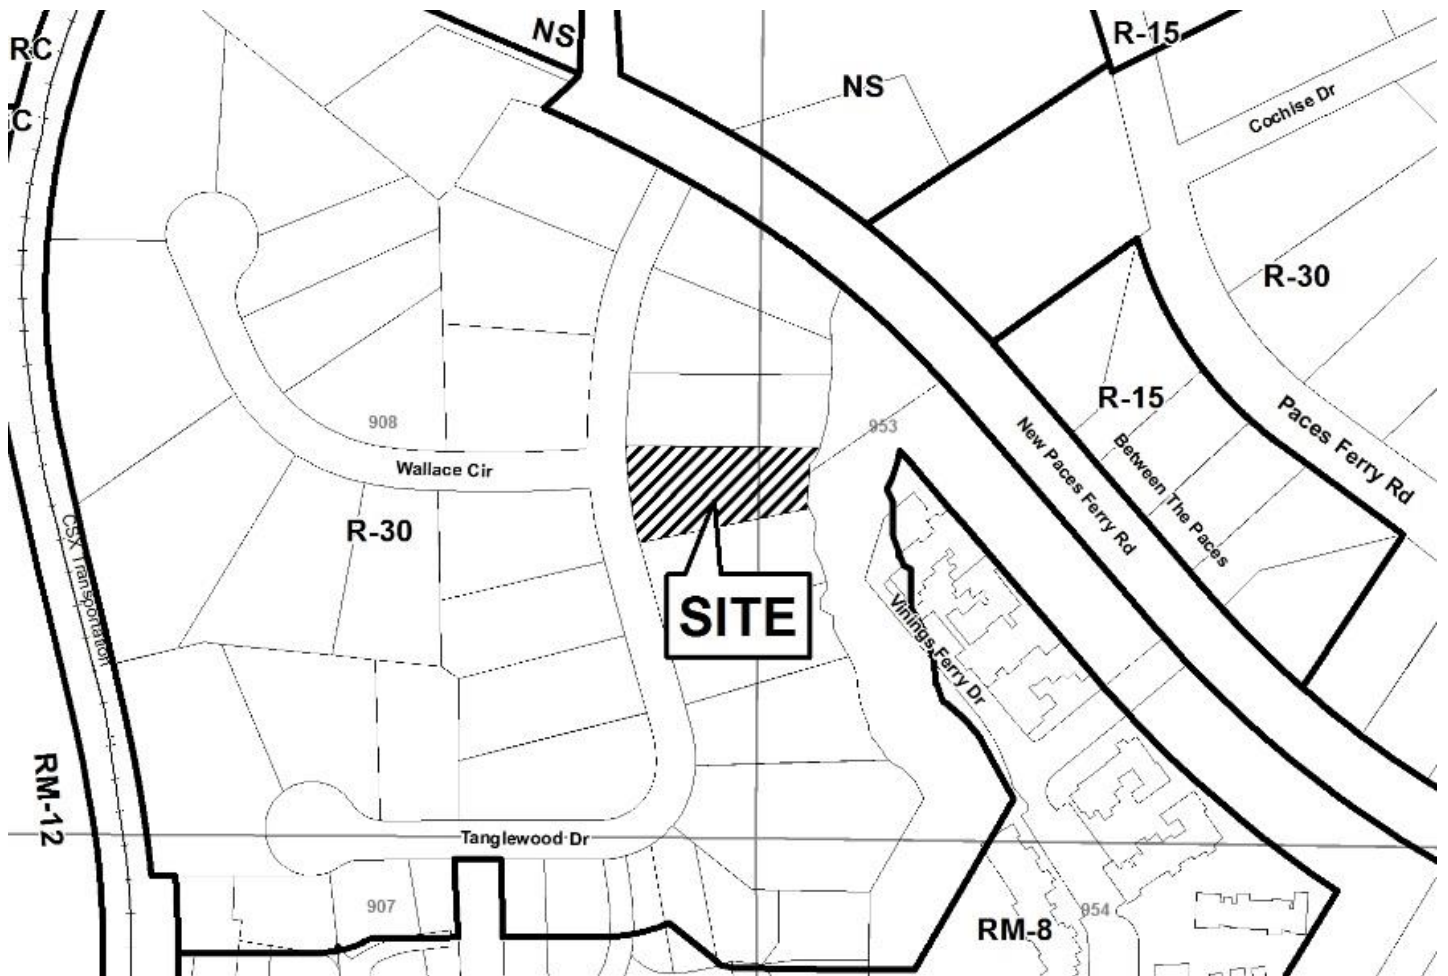 RC
NS
R-15
C
NS
Cochise Dr
R-30
R-15
Paces Ferry Rd
908
953
New Paces Ferry Rd
Between The Paces
Wallace Cir
R-30
CSX Transportation
SITE
Vinings Ferry Dr
RM-12
Tanglewood Dr
907
954
RM-8